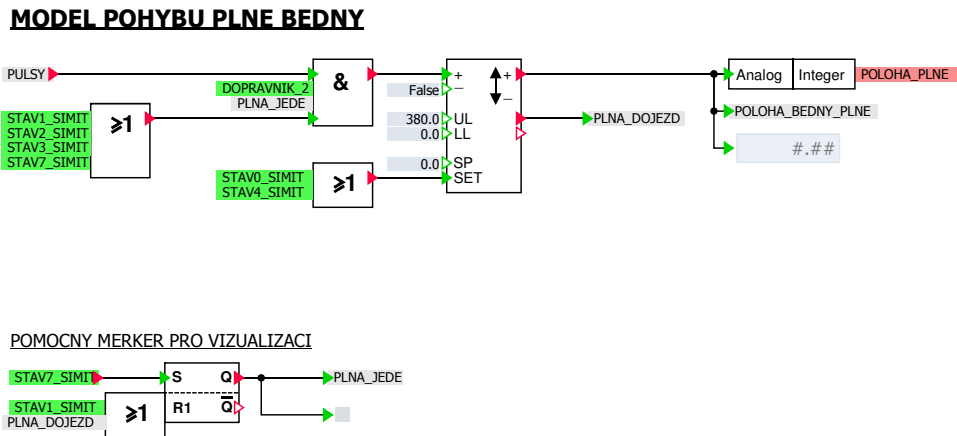 MODEL POHYBU PLNE BEDNY
PULSY
DOPRAVNIK_2
PLNA_JEDE
&
STAV1_SIMIT
STAV2_SIMIT
STAV3_SIMIT
STAV7_SIMIT
≥1
STAV0_SIMIT
STAV4_SIMIT
≥1
False
380.0
0.0
0.0
+
−
UL
LL
SP
SET
+
−
PLNA_DOJEZD
Analog Integer POLOHA_PLNE
POLOHA_BEDNY_PLNE
#.##
POMOCNY MERKER PRO VIZUALIZACI
STAV7_SIMIT
S Q
PLNA_JEDE
STAV1_SIMIT
PLNA_DOJEZD
≥1
R1 Q̅